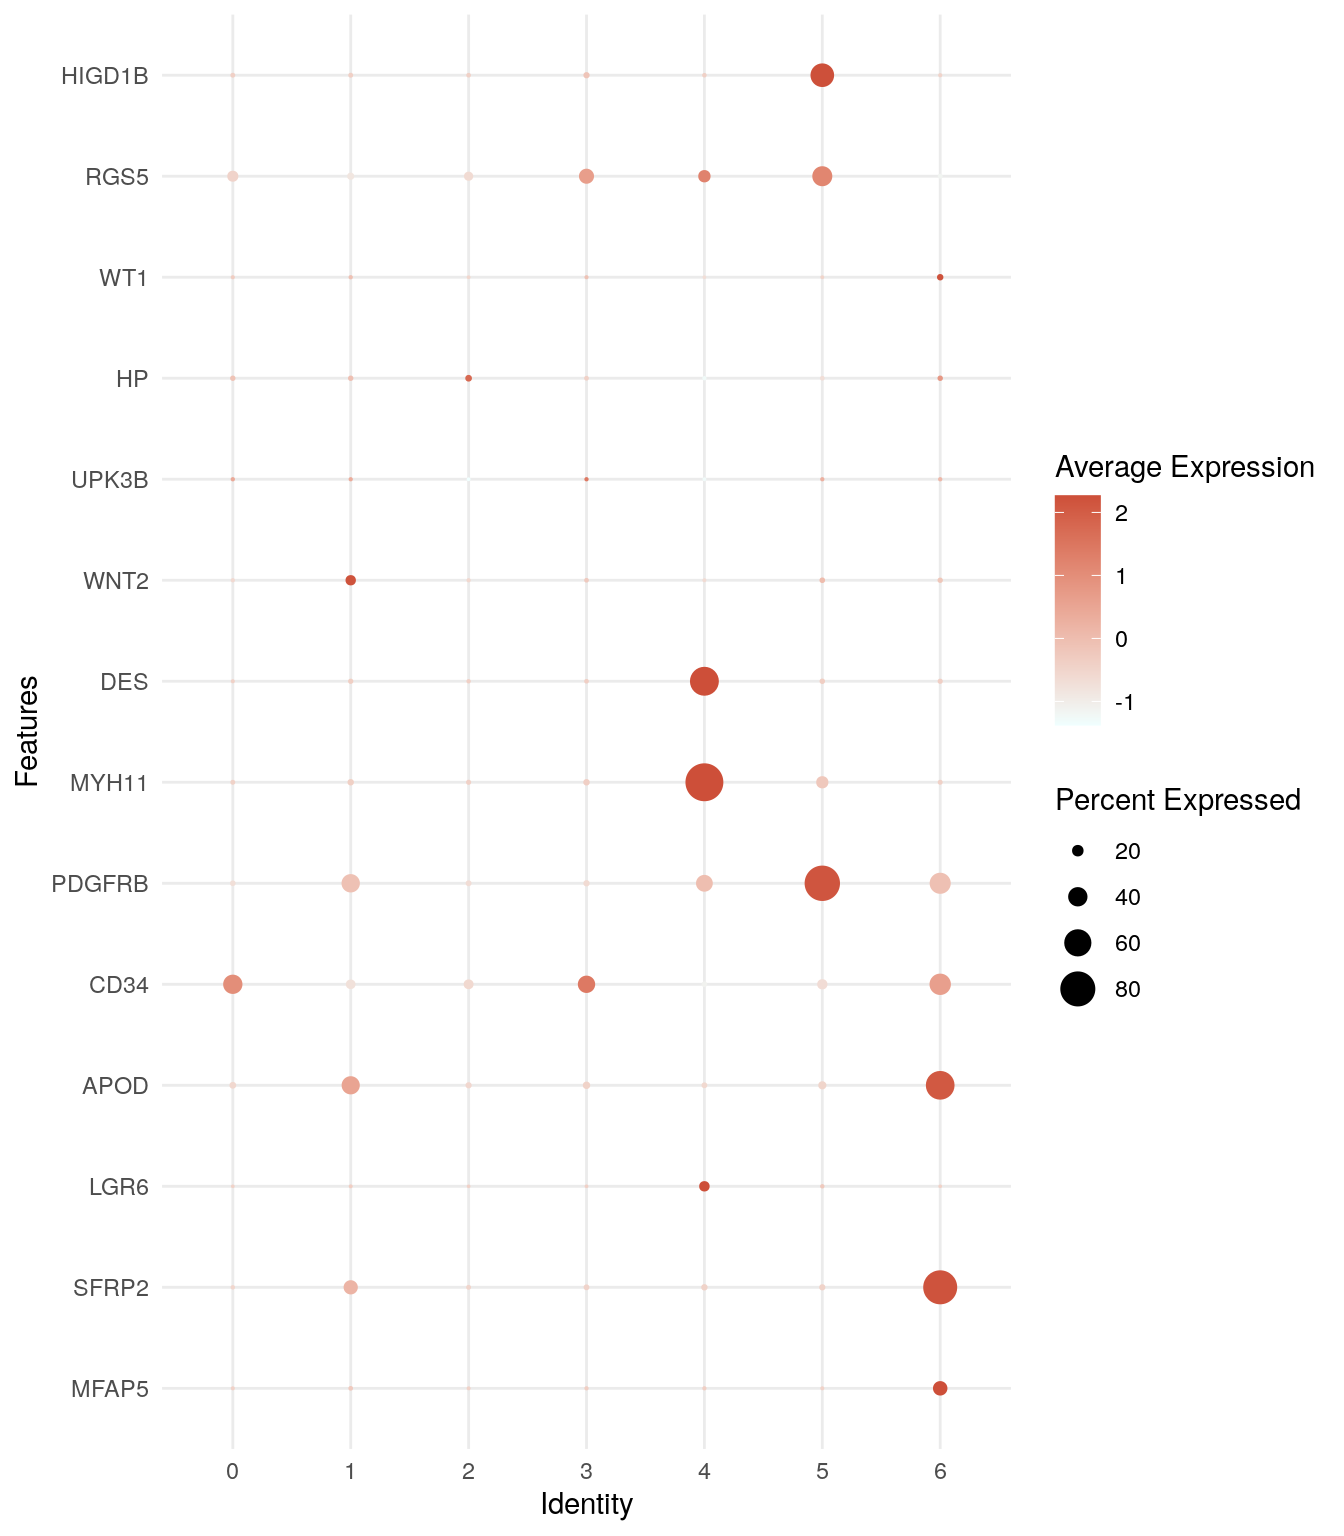 HIGD1B
RGS5
WT1
HP
UPK3B
WNT2
DES
MYH11
PDGFRB
CD34
APOD
LGR6
SFRP2
MFAP5
Features
0 1 2 3 4 5 6
Identity
Average Expression
2
1
0
-1
Percent Expressed
20
40
60
80